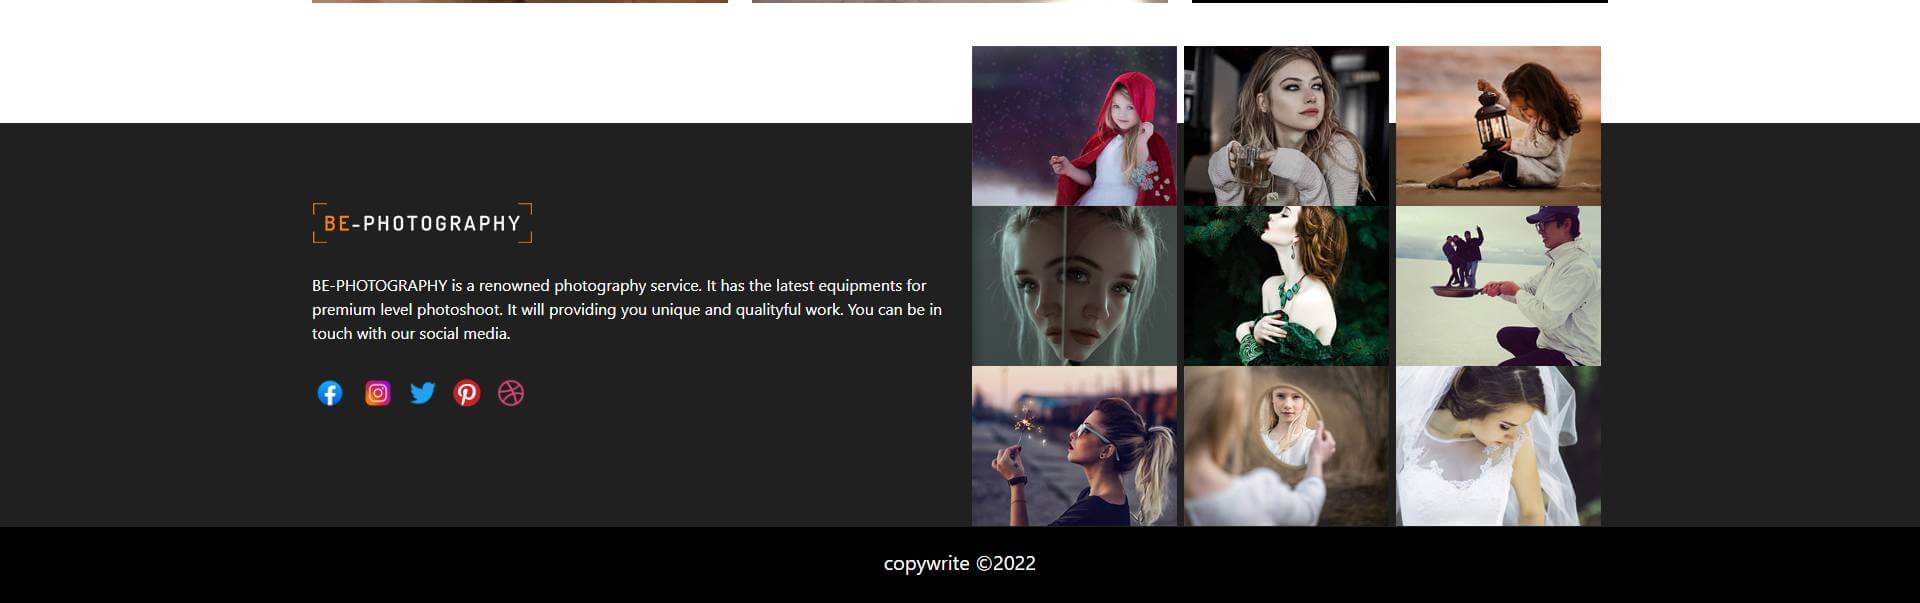 BE-PHOTOGRAPHY
BE-PHOTOGRAPHY is a renowned photography service. It has the latest equipments for
premium level photoshoot. It will providing you unique and qualityful work. You can be in
touch with our social media.
copywrite ©2022